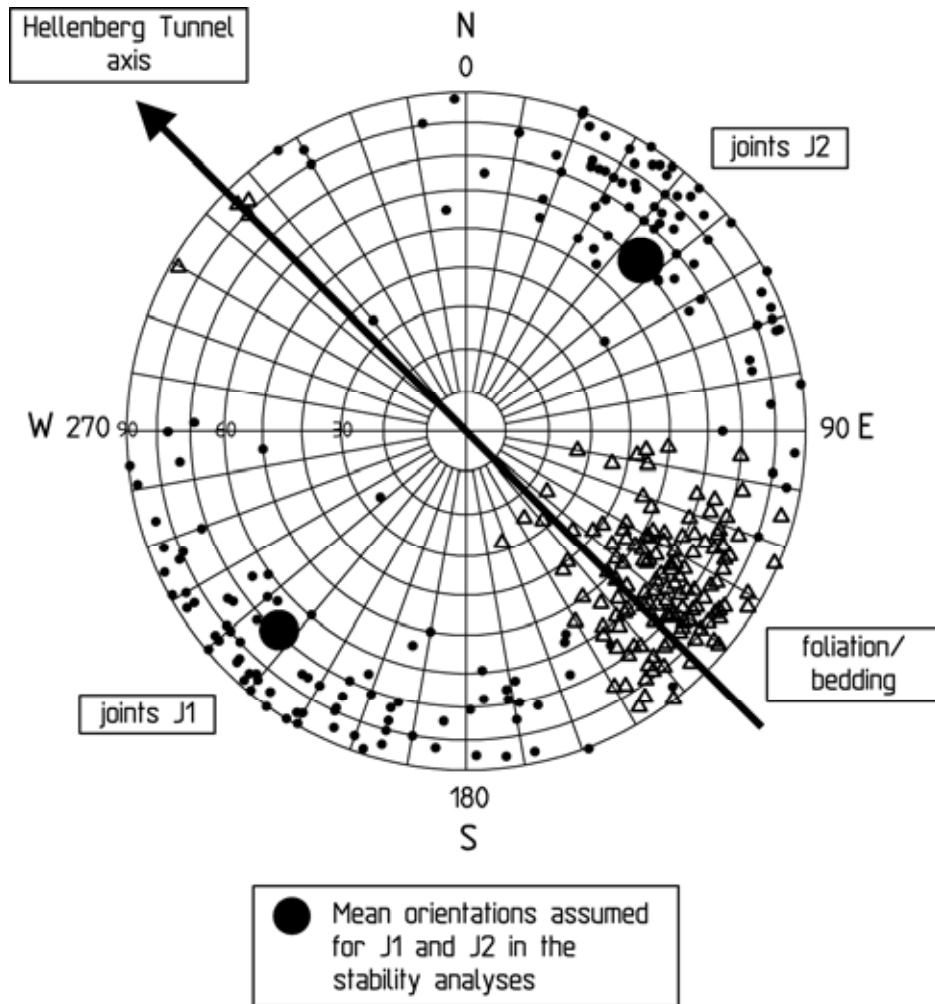 Hellenberg Tunnel
axis
N
0
joints J2
W 270 90 60 30
90 E
foliation/
bedding
joints J1
180
S
Mean orientations assumed
for J1 and J2 in the
stability analyses